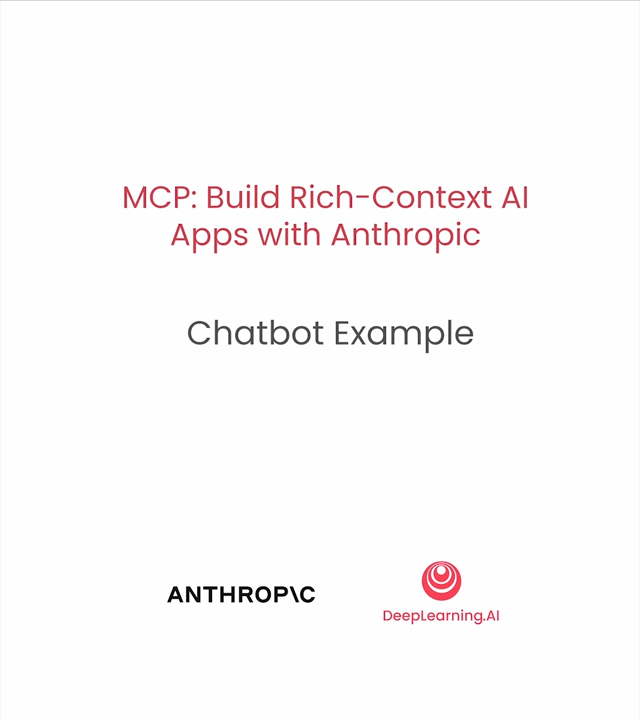 MCP: Build Rich-Context AI
Apps with Anthropic
Chatbot Example
ANTHROP\C
DeepLearning.AI